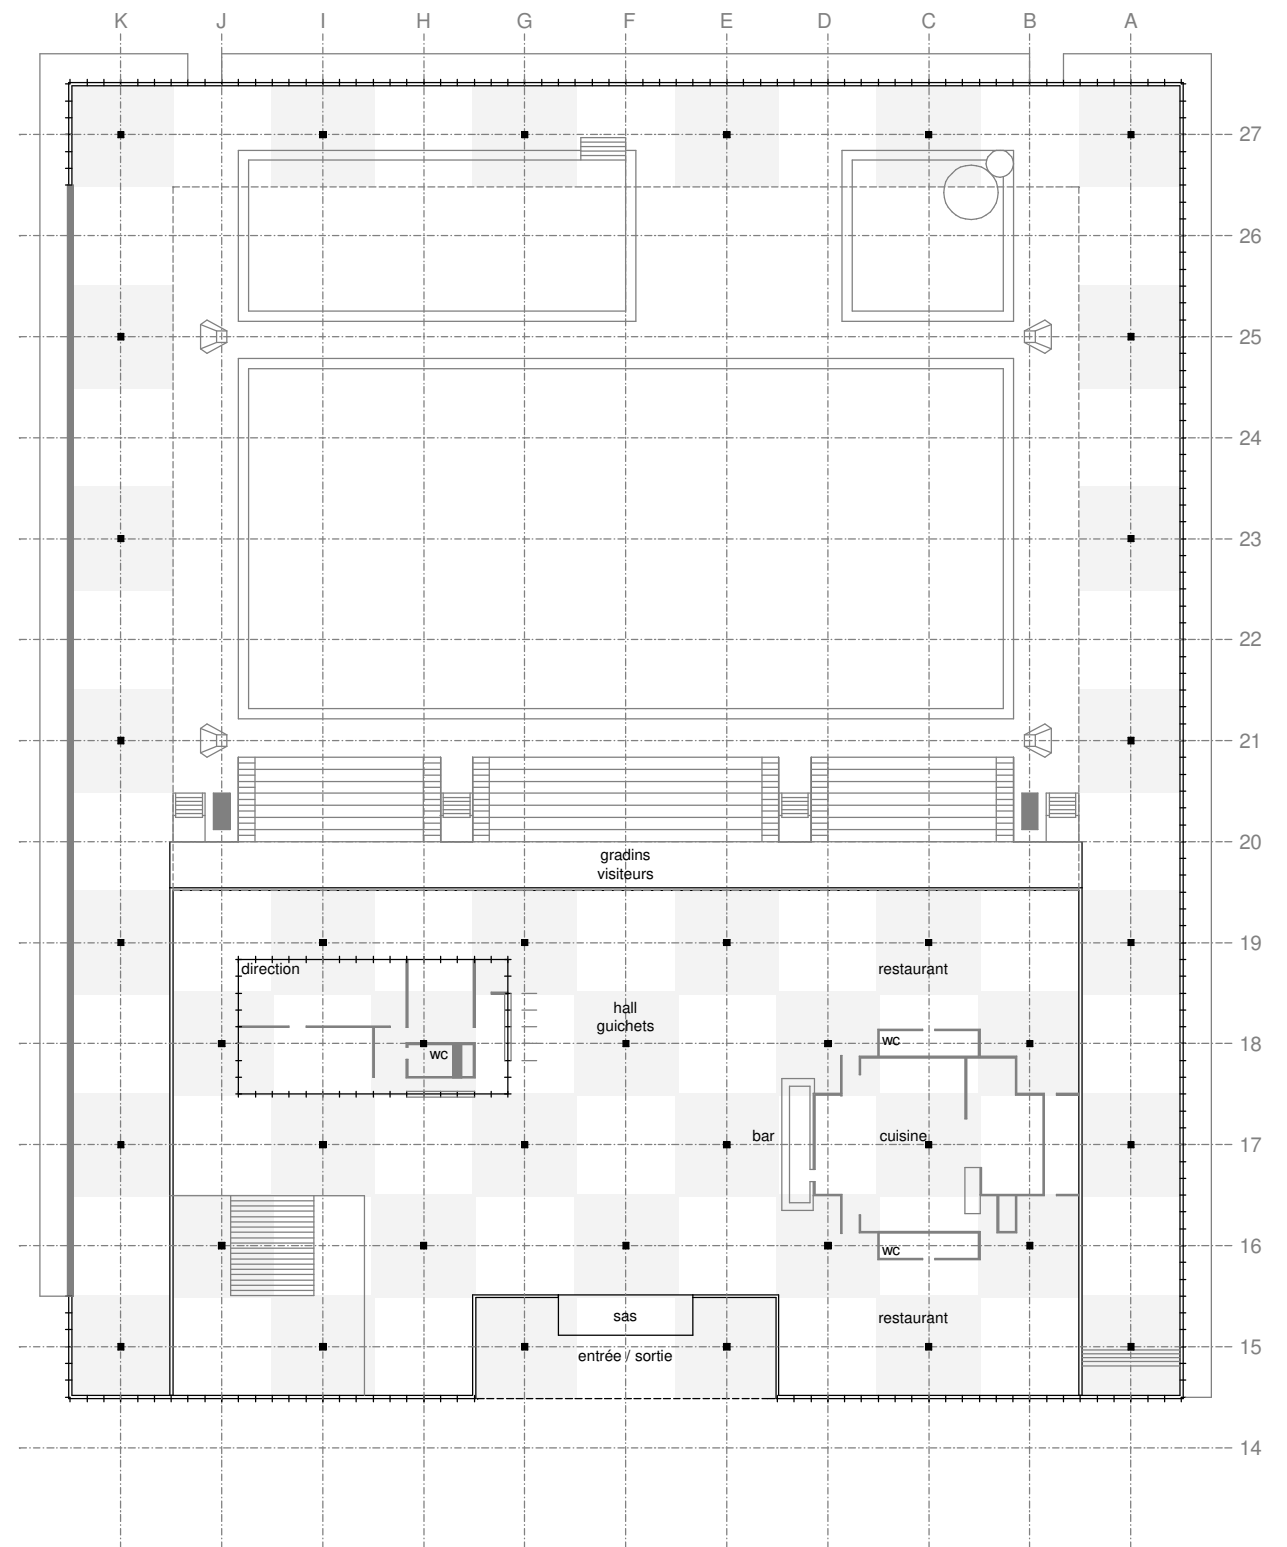 K J I H G F E D C B A
27
26
25
24
23
22
21
20
gradins
visiteurs
19
direction
restaurant
hall
guichets
18
wc
wc
bar
cuisine
17
16
wc
sas
restaurant
entrée / sortie
15
14